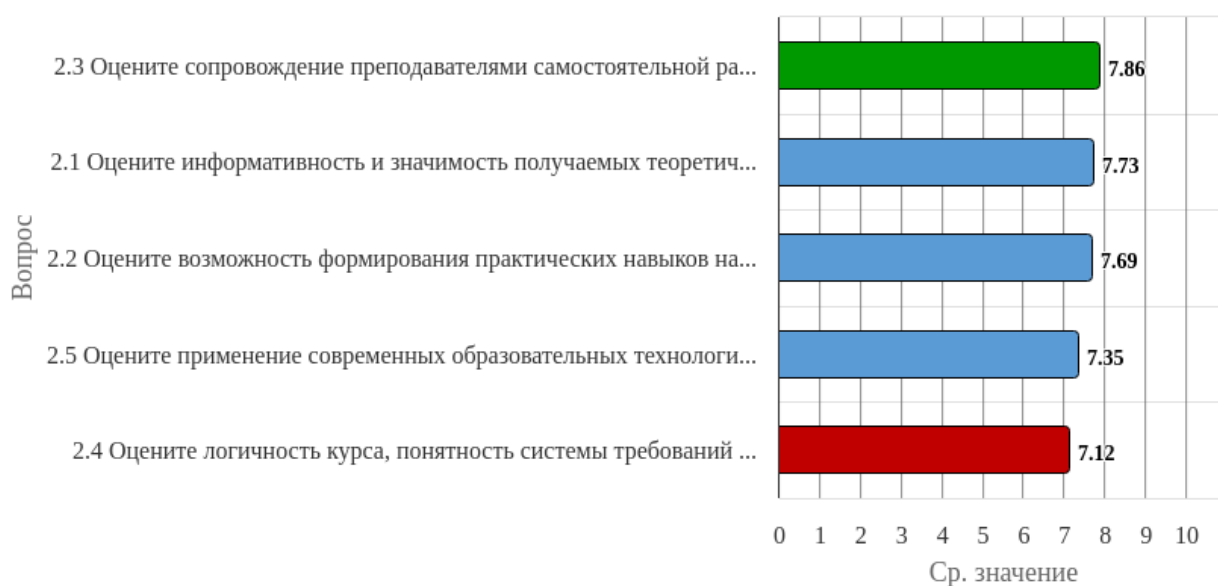 2.3 Оцените сопровождение преподавателями самостоятельной ра...
7.86
2.1 Оцените информативность и значимость получаемых теоретич...
7.73
2.2 Оцените возможность формирования практических навыков на...
7.69
2.5 Оцените применение современных образовательных технологи...
7.35
2.4 Оцените логичность курса, понятность системы требований ...
7.12
Вопрос
0 1 2 3 4 5 6 7 8 9 10
Ср. значение